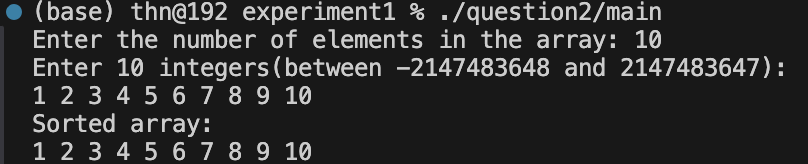 (base) thn@192 experiment1 % ./question2/main
Enter the number of elements in the array: 10
Enter 10 integers(between -2147483648 and 2147483647):
1 2 3 4 5 6 7 8 9 10
Sorted array:
1 2 3 4 5 6 7 8 9 10